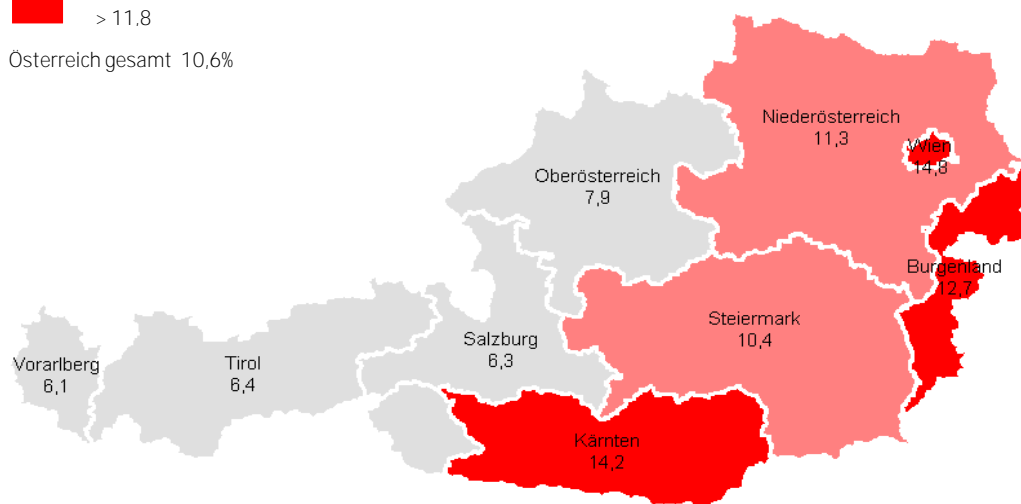 > 11,8
Österreich gesamt 10,6%
Niederösterreich
11,3
Wien
14,8
Oberösterreich
7,9
Burgenland
12,7
Steiermark
10,4
Salzburg
6,3
Vorarlberg
6,1
Tirol
6,4
Kärnten
14,2